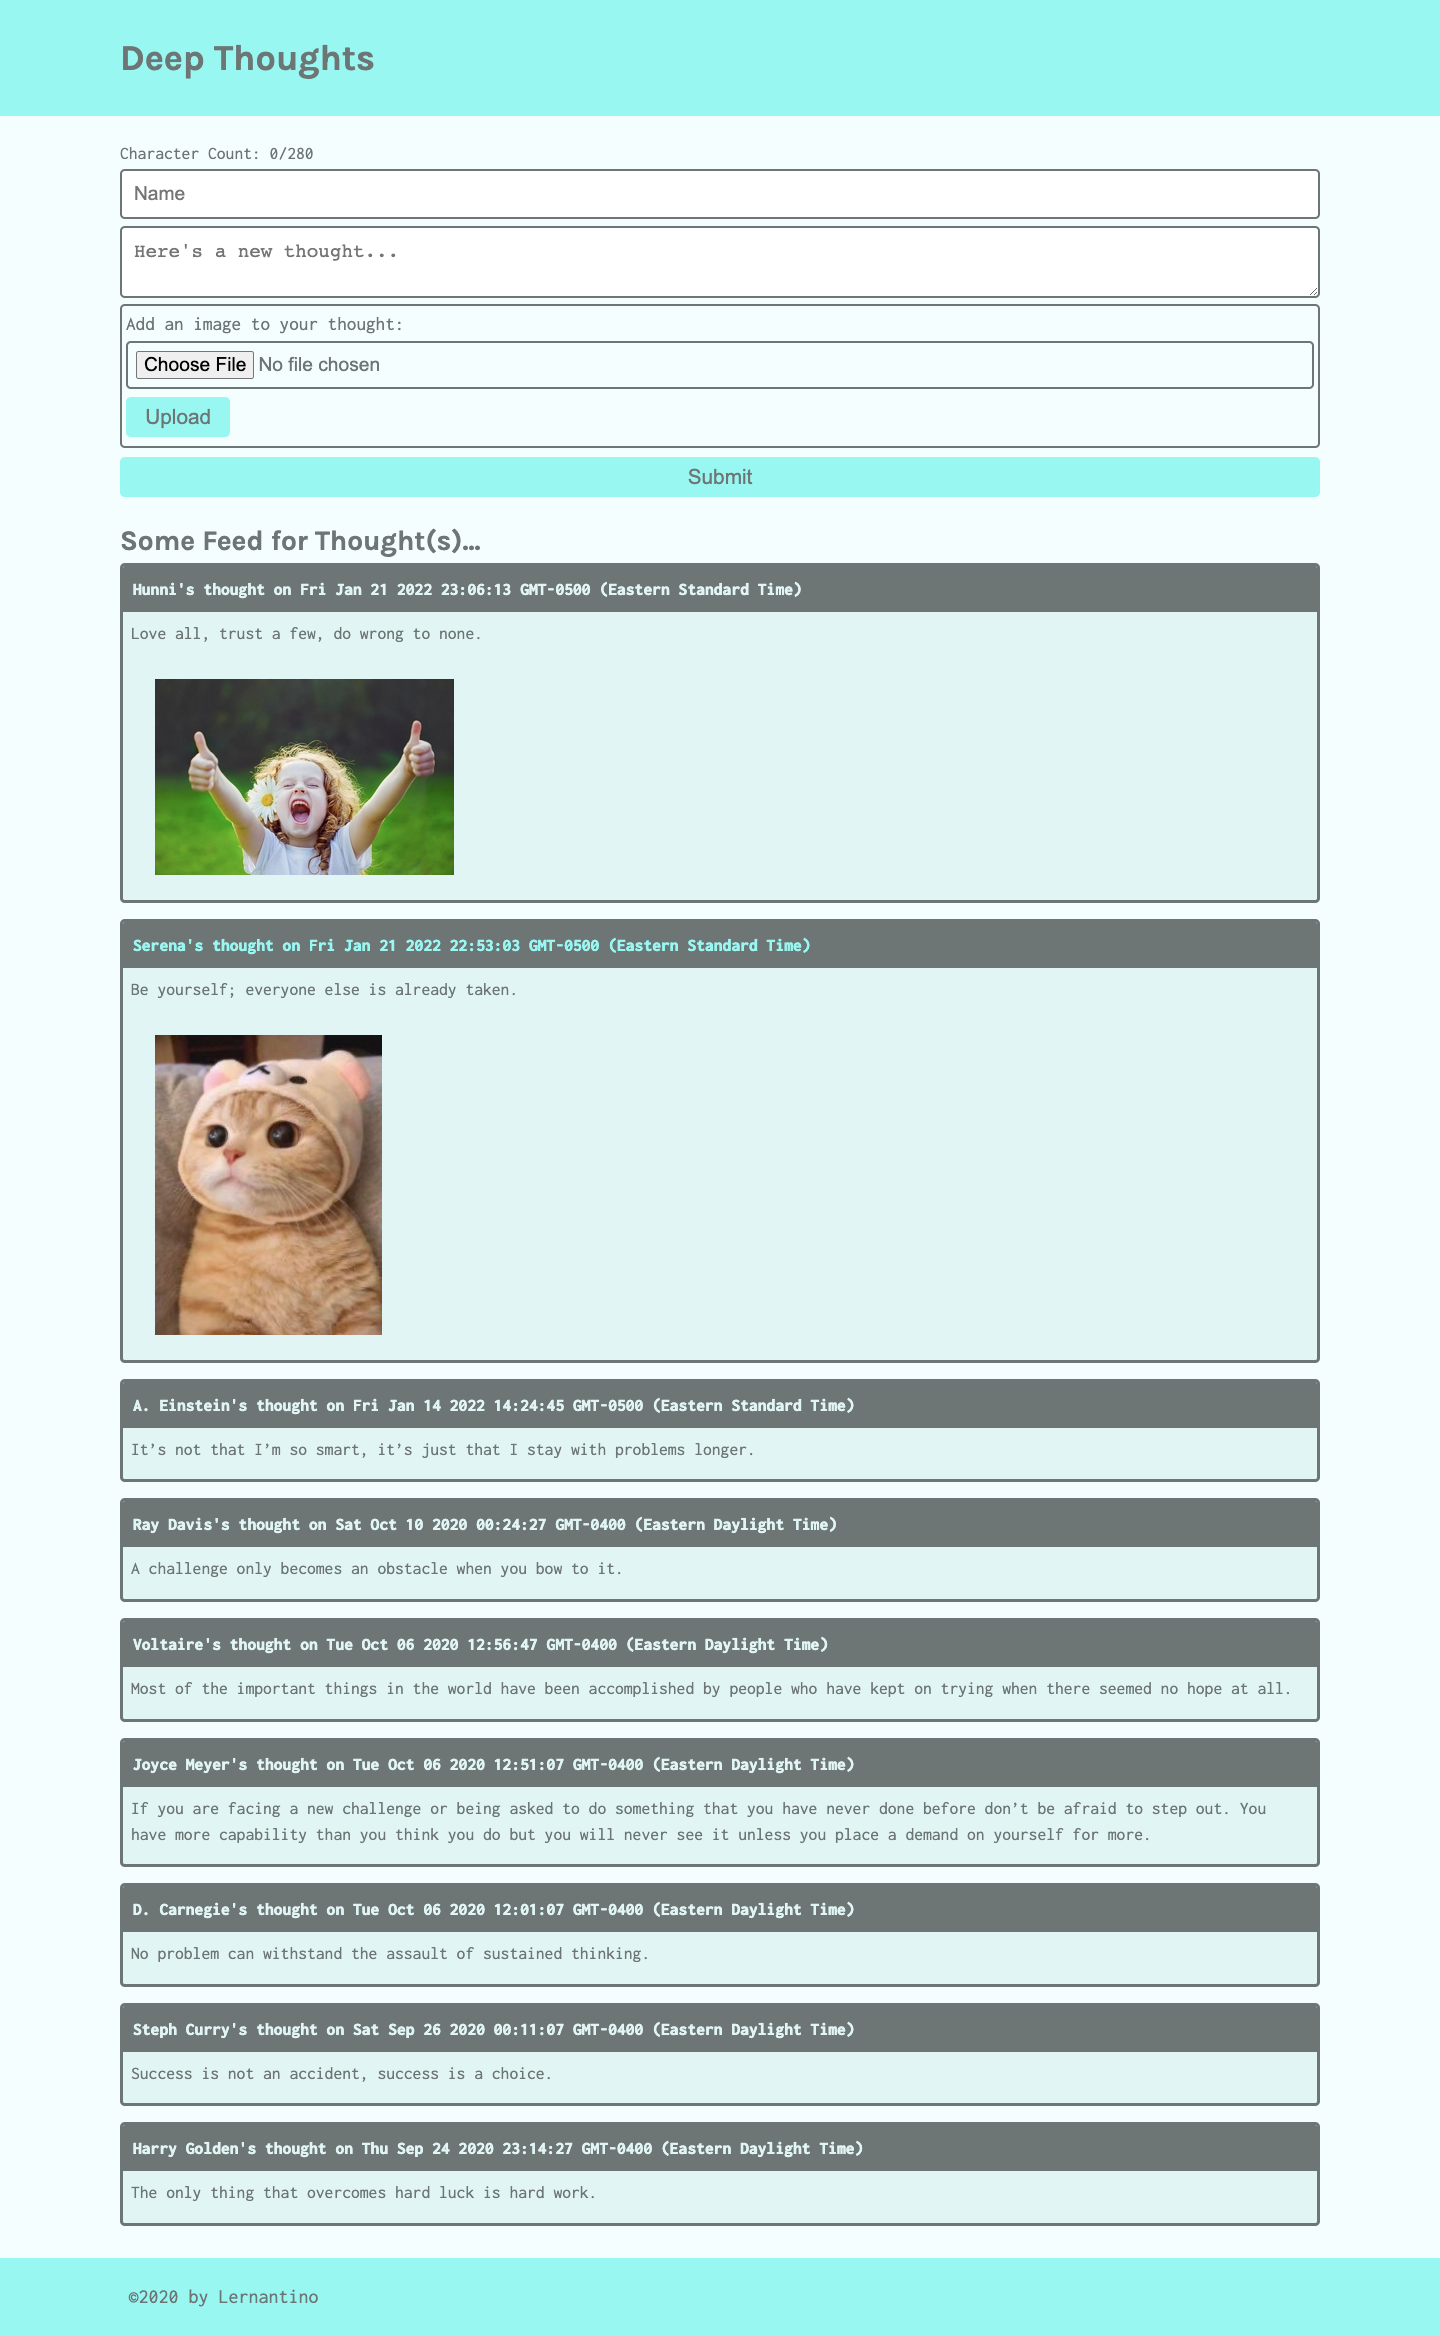 Deep Thoughts
Character Count: 0/280
Name
Here's a new thought...
Add an image to your thought:
Choose File No file chosen
Upload
Submit
Some Feed for Thought(s)...
Hunni's thought on Fri Jan 21 2022 23:06:13 GMT-0500 (Eastern Standard Time)
Love all, trust a few, do wrong to none.
Serena's thought on Fri Jan 21 2022 22:53:03 GMT-0500 (Eastern Standard Time)
Be yourself; everyone else is already taken.
A. Einstein's thought on Fri Jan 14 2022 14:24:45 GMT-0500 (Eastern Standard Time)
It’s not that I’m so smart, it’s just that I stay with problems longer.
Ray Davis's thought on Sat Oct 10 2020 00:24:27 GMT-0400 (Eastern Daylight Time)
A challenge only becomes an obstacle when you bow to it.
Voltaire's thought on Tue Oct 06 2020 12:56:47 GMT-0400 (Eastern Daylight Time)
Most of the important things in the world have been accomplished by people who have kept on trying when there seemed no hope at all.
Joyce Meyer's thought on Tue Oct 06 2020 12:51:07 GMT-0400 (Eastern Daylight Time)
If you are facing a new challenge or being asked to do something that you have never done before don’t be afraid to step out. You
have more capability than you think you do but you will never see it unless you place a demand on yourself for more.
D. Carnegie's thought on Tue Oct 06 2020 12:01:07 GMT-0400 (Eastern Daylight Time)
No problem can withstand the assault of sustained thinking.
Steph Curry's thought on Sat Sep 26 2020 00:11:07 GMT-0400 (Eastern Daylight Time)
Success is not an accident, success is a choice.
Harry Golden's thought on Thu Sep 24 2020 23:14:27 GMT-0400 (Eastern Daylight Time)
The only thing that overcomes hard luck is hard work.
©2020 by Lernantino